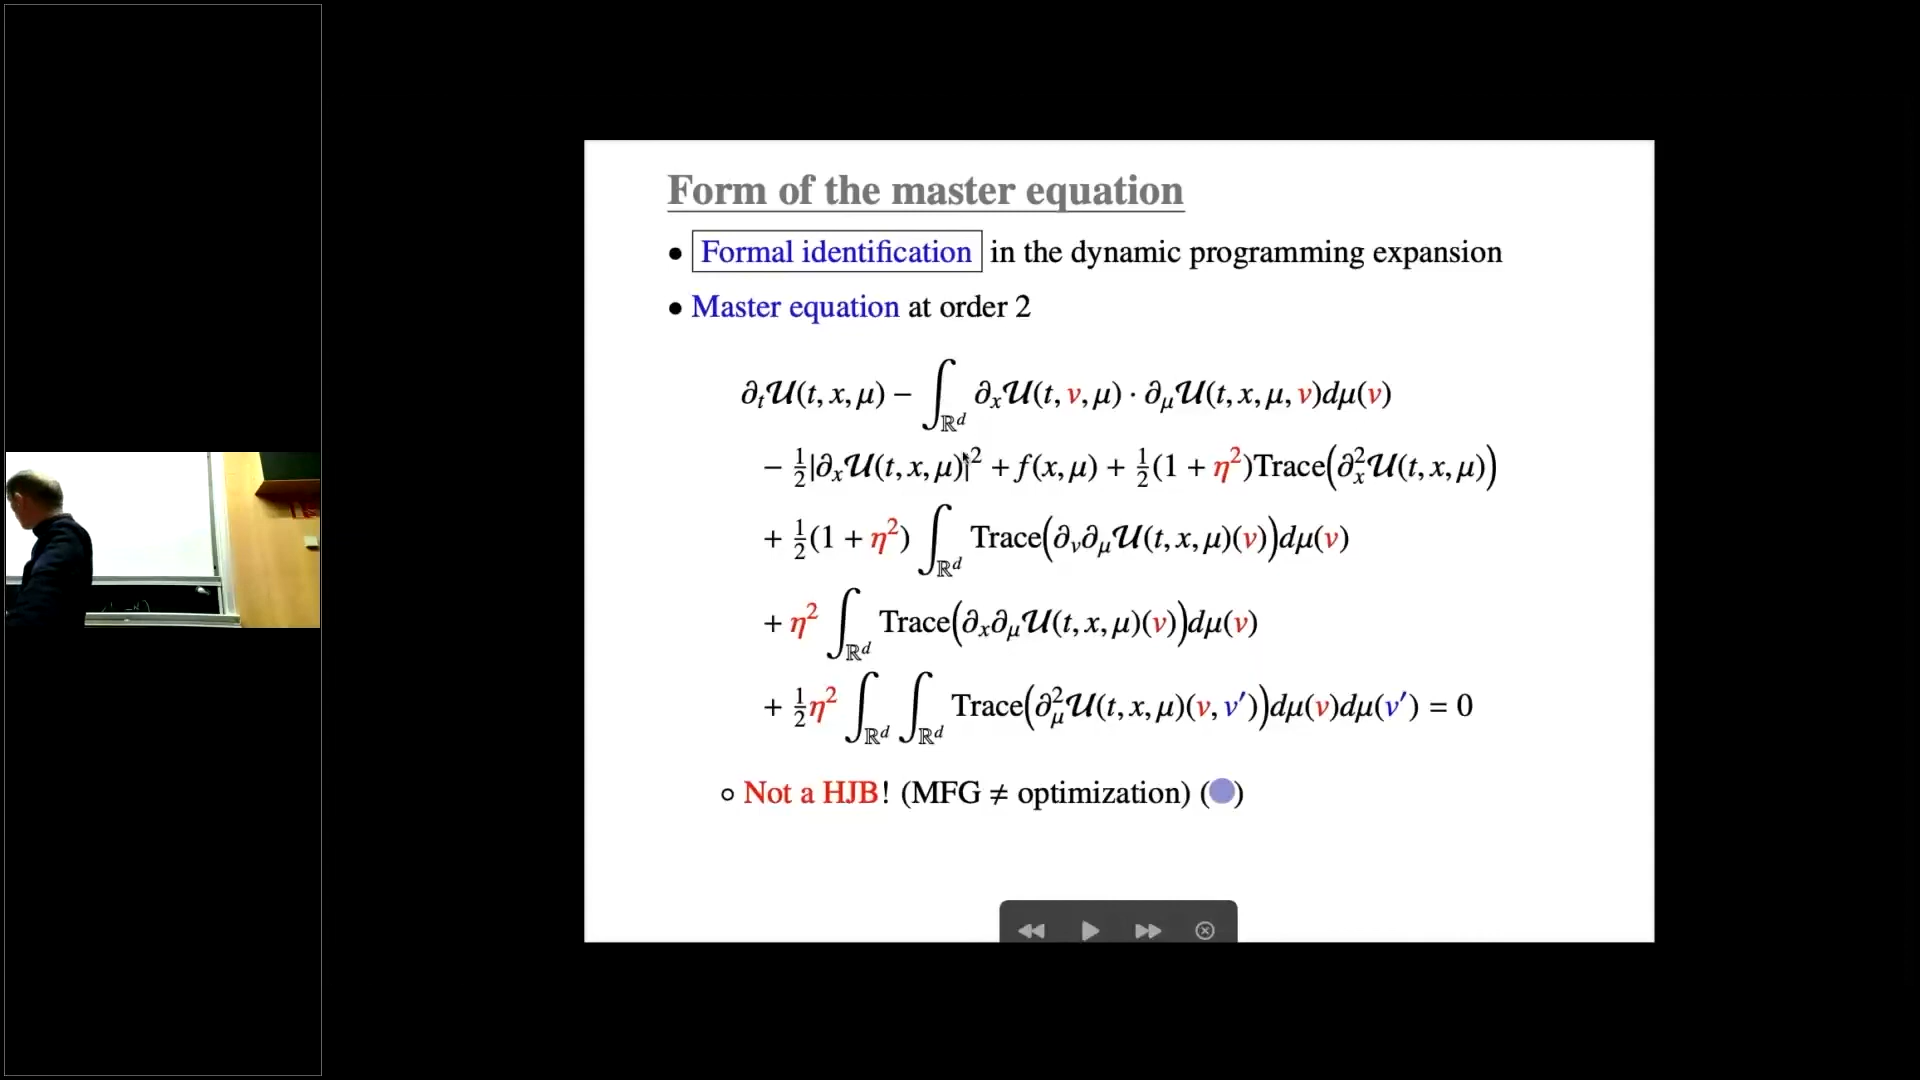 Form of the master equation
• Formal identification in the dynamic programming expansion
• Master equation at order 2
∂ₜ𝒰(t, x, μ) − ∫_ℝᵈ ∂ₓ𝒰(t, v, μ) · ∂_μ𝒰(t, x, μ, v)dμ(v)
− ½|∂ₓ𝒰(t, x, μ)|² + f(x, μ) + ½(1 + η²)Trace(∂ₓ²𝒰(t, x, μ))
+ ½(1 + η²) ∫_ℝᵈ Trace(∂ᵥ∂_μ𝒰(t, x, μ)(v))dμ(v)
+ η² ∫_ℝᵈ Trace(∂ₓ∂_μ𝒰(t, x, μ)(v))dμ(v)
+ ½η² ∫_ℝᵈ ∫_ℝᵈ Trace(∂_μ²𝒰(t, x, μ)(v, v′))dμ(v)dμ(v′) = 0
∘ Not a HJB! (MFG ≠ optimization) (●)